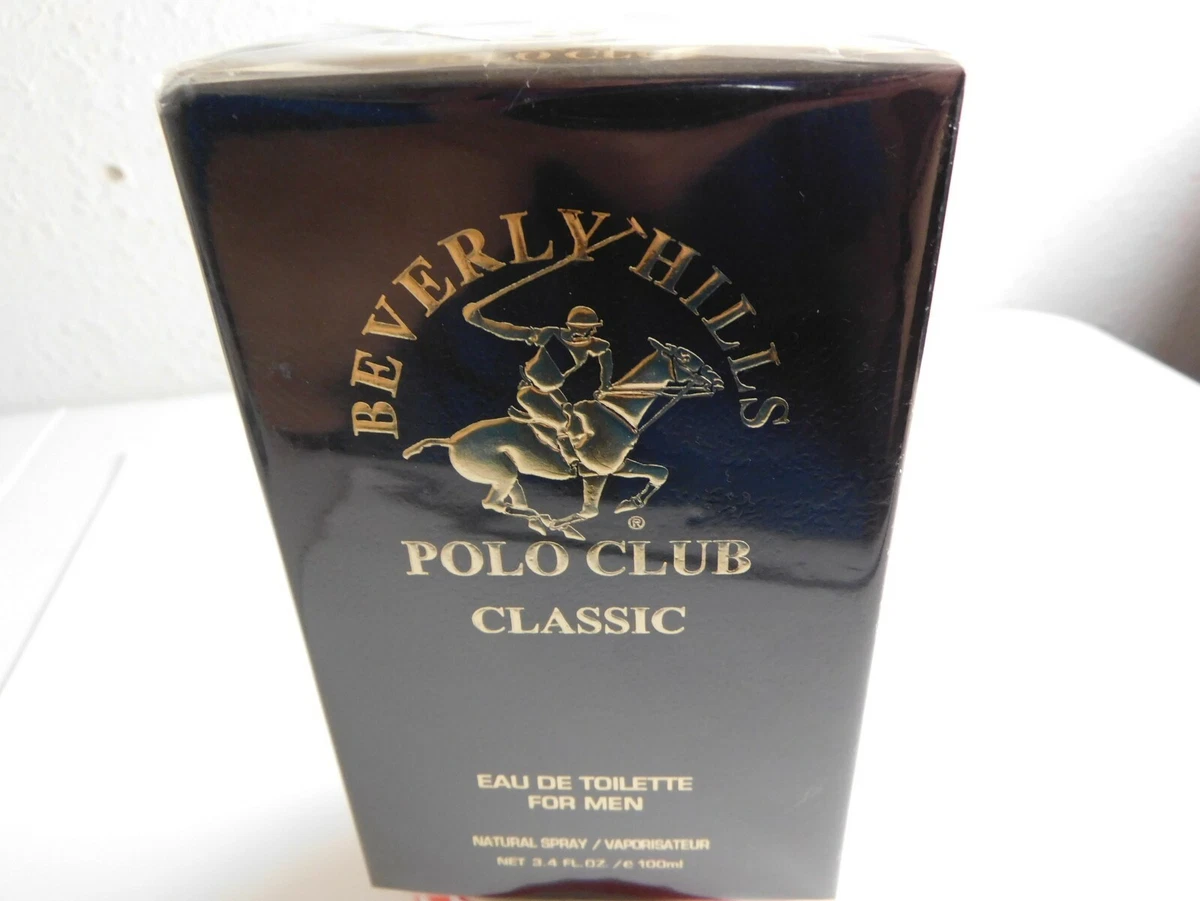 BEVERLY HILLS
®
POLO CLUB
CLASSIC
EAU DE TOILETTE
FOR MEN
NATURAL SPRAY / VAPORISATEUR
NET 3.4 FL.OZ. / e 100ml